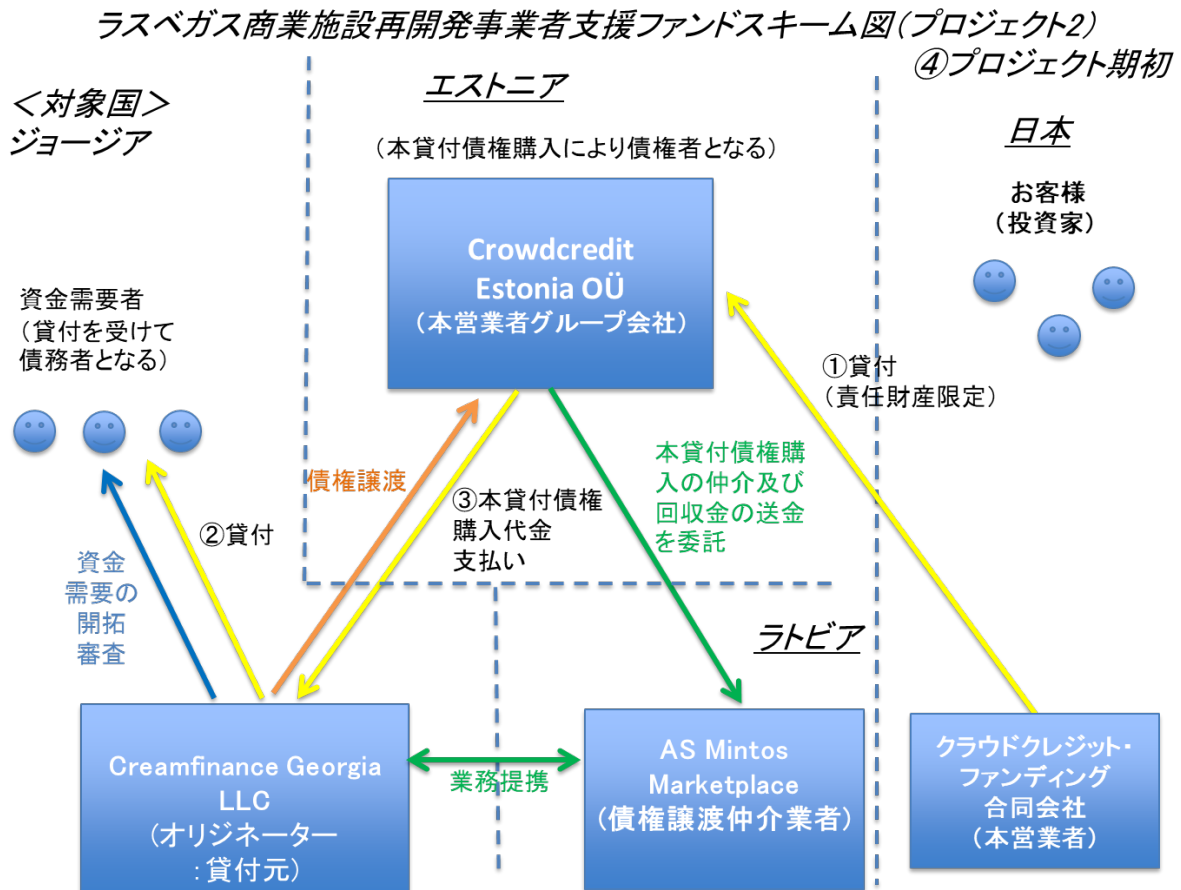 ラスベガス商業施設再開発事業者支援ファンドスキーム図(プロジェクト2)
④プロジェクト期初
＜対象国＞
ジョージア
エストニア
日本
(本貸付債権購入により債権者となる)
お客様
(投資家)
Crowdcredit
Estonia OÜ
(本営業者グループ会社)
資金需要者
(貸付を受けて
債務者となる)
①貸付
(責任財産限定)
債権譲渡
③本貸付債権
購入代金
支払い
本貸付債権購
入の仲介及び
回収金の送金
を委託
②貸付
資金
需要の
開拓
審査
ラトビア
Creamfinance Georgia
LLC
(オリジネーター
:貸付元)
業務提携
AS Mintos
Marketplace
(債権譲渡仲介業者)
クラウドクレジット・
ファンディング
合同会社
(本営業者)